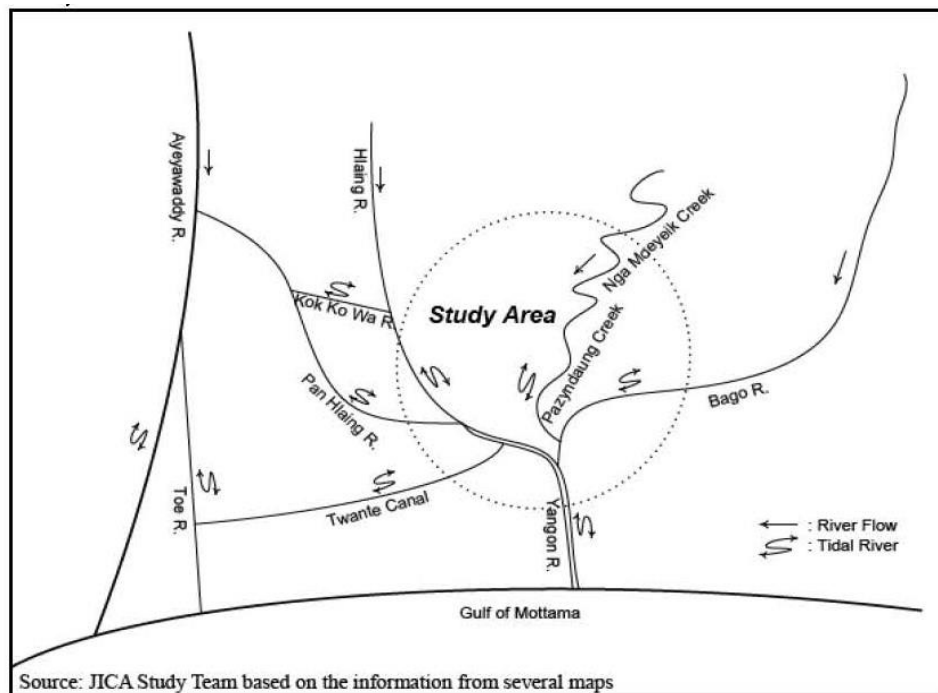 Ayeyawaddy R.
Hlaing R.
Nga Moeyeik Creek
Kok Ko Wa R.
Study Area
Pazyndaung Creek
Pan Hlaing R.
Bago R.
Toe R.
Twante Canal
Yangon R.
: River Flow
: Tidal River
Gulf of Mottama
Source: JICA Study Team based on the information from several maps